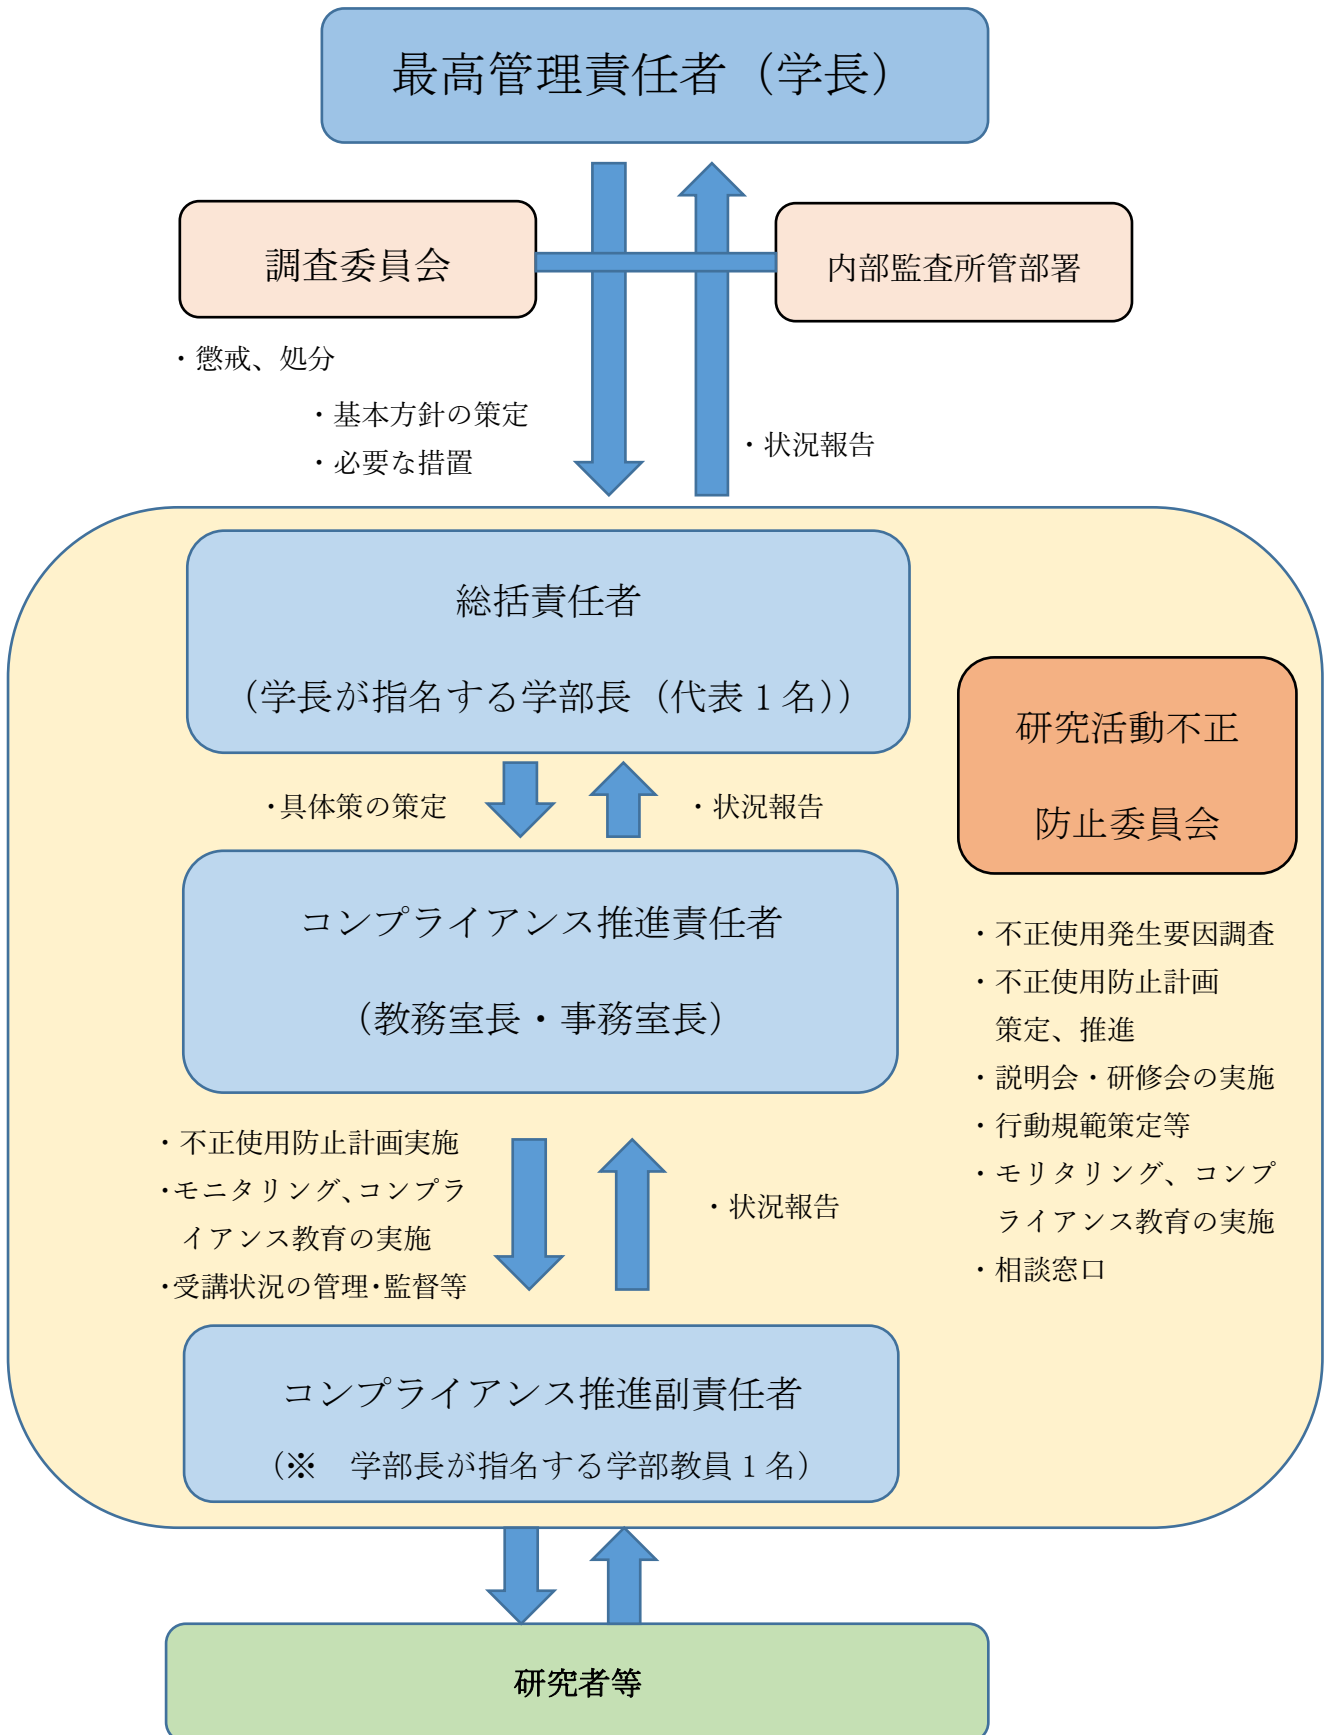 最高管理責任者（学長）
調査委員会
内部監査所管部署
・懲戒、処分
・基本方針の策定
・必要な措置
・状況報告
総括責任者
（学長が指名する学部長（代表1名））
・具体策の策定
・状況報告
コンプライアンス推進責任者
（教務室長・事務室長）
・不正使用防止計画実施
・モニタリング、コンプラ
イアンス教育の実施
・受講状況の管理・監督等
・状況報告
コンプライアンス推進副責任者
（※　学部長が指名する学部教員1名）
研究活動不正
防止委員会
・不正使用発生要因調査
・不正使用防止計画
策定、推進
・説明会・研修会の実施
・行動規範策定等
・モリタリング、コンプ
ライアンス教育の実施
・相談窓口
研究者等